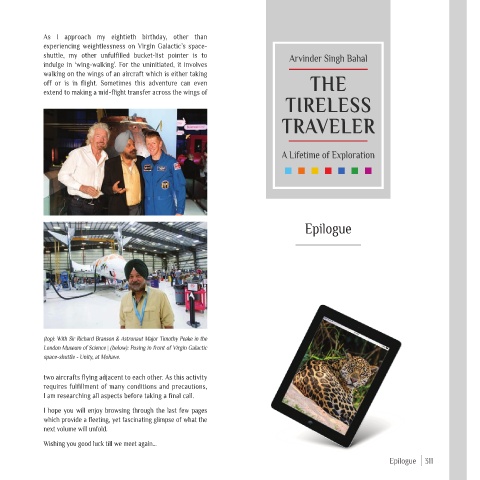 As I approach my eightieth birthday, other than
experiencing weightlessness on Virgin Galactic's space-
shuttle, my other unfulfilled bucket-list pointer is to
indulge in 'wing-walking'. For the uninitiated, it involves
walking on the wings of an aircraft which is either taking
off or is in flight. Sometimes this adventure can even
extend to making a mid-flight transfer across the wings of
(top): With Sir Richard Branson & Astronaut Major Timothy Peake in the
London Museum of Science | (below): Posing in front of Virgin Galactic
space-shuttle - Unity, at Mohave.
two aircrafts flying adjacent to each other. As this activity
requires fulfillment of many conditions and precautions,
I am researching all aspects before taking a final call.
I hope you will enjoy browsing through the last few pages
which provide a fleeting, yet fascinating glimpse of what the
next volume will unfold.
Wishing you good luck till we meet again...
Arvinder Singh Bahal
THE
TIRELESS
TRAVELER
A Lifetime of Exploration
Epilogue
Epilogue | 311